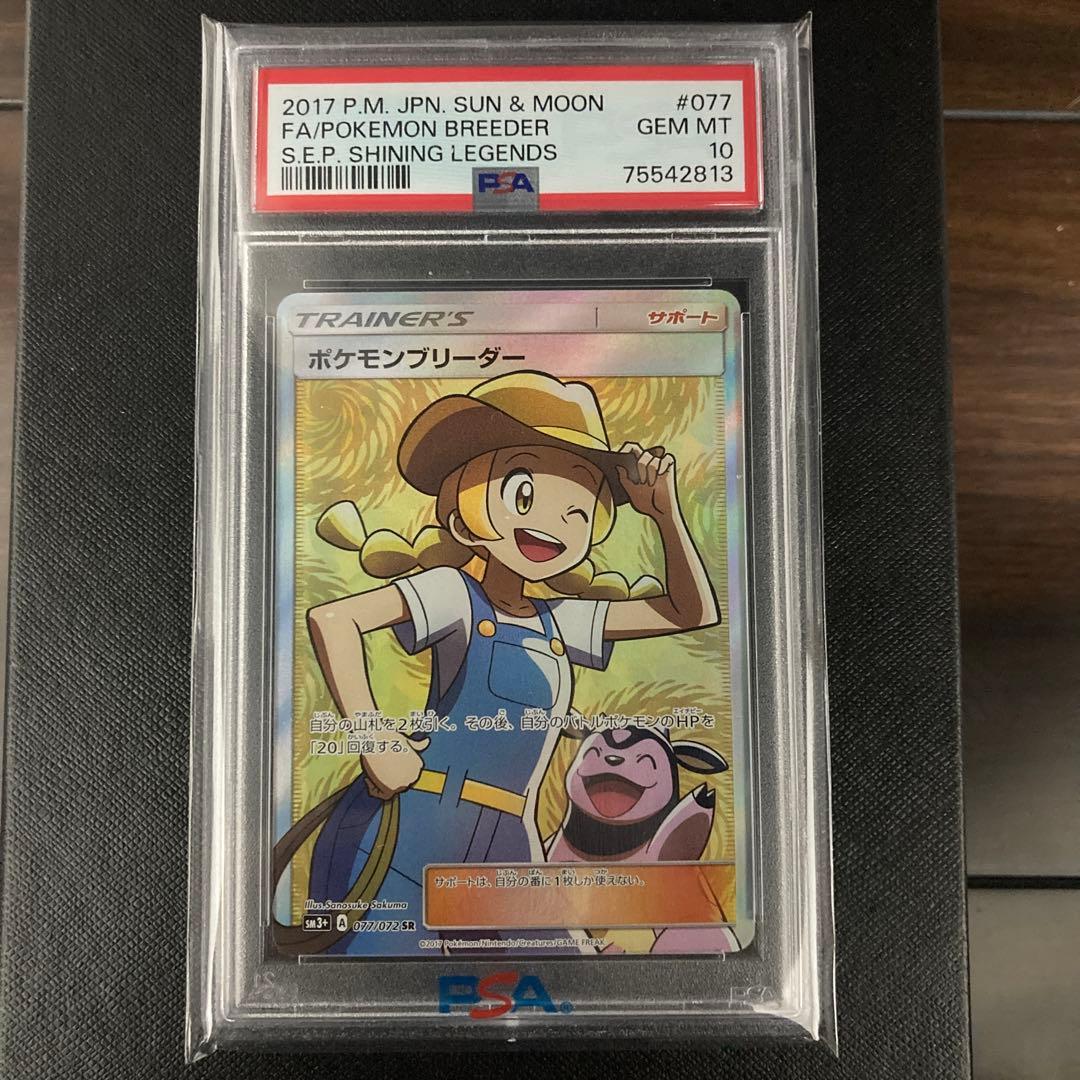 2017 P.M. JPN. SUN & MOON #077
FA/POKEMON BREEDER GEM MT
S.E.P. SHINING LEGENDS 10
75542813
PSA
TRAINER'S サポート
ポケモンブリーダー
自分の山札を2枚引く。その後、自分のバトルポケモンのHPを
「20」回復する。
サポートは、自分の番に1枚しか使えない。
Illus.Sanosuke Sakuma
SM3+ A 077/072 SR
©2017 Pokémon/Nintendo/Creatures/GAME FREAK
PSA®
PSA